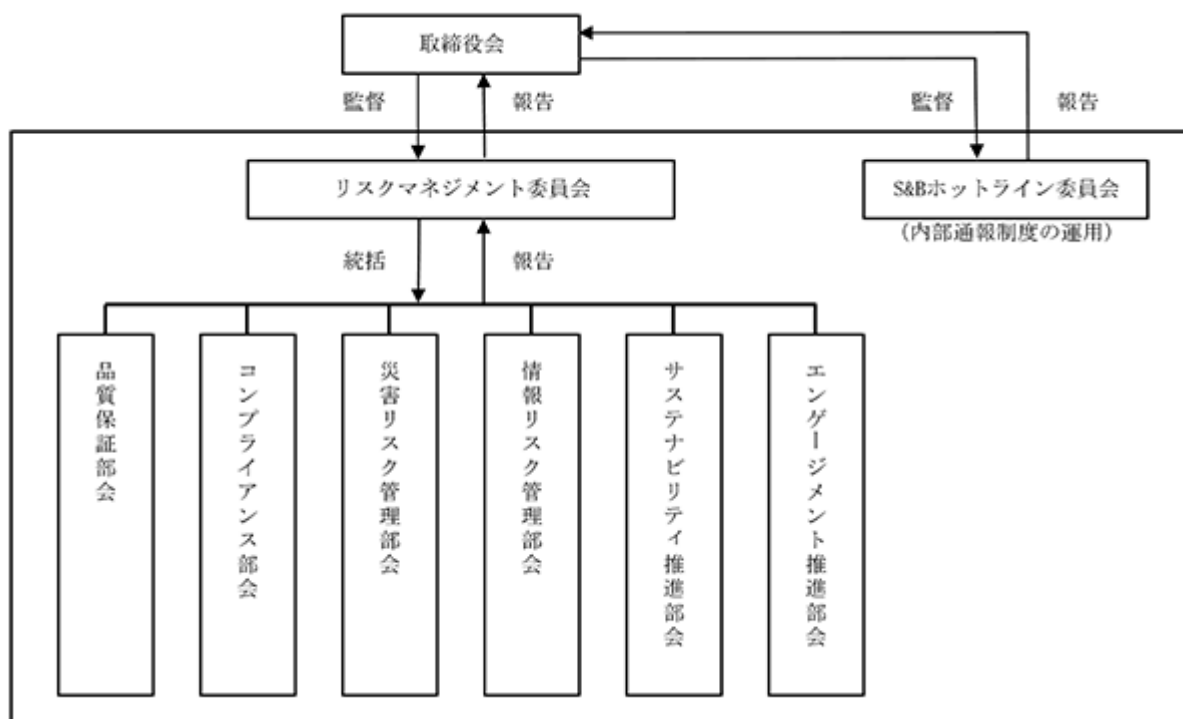 取締役会
監督
報告
監督
報告
リスクマネジメント委員会
S&Bホットライン委員会
(内部通報制度の運用)
統括
報告
品質保証部会
コンプライアンス部会
災害リスク管理部会
情報リスク管理部会
サステナビリティ推進部会
エンゲージメント推進部会